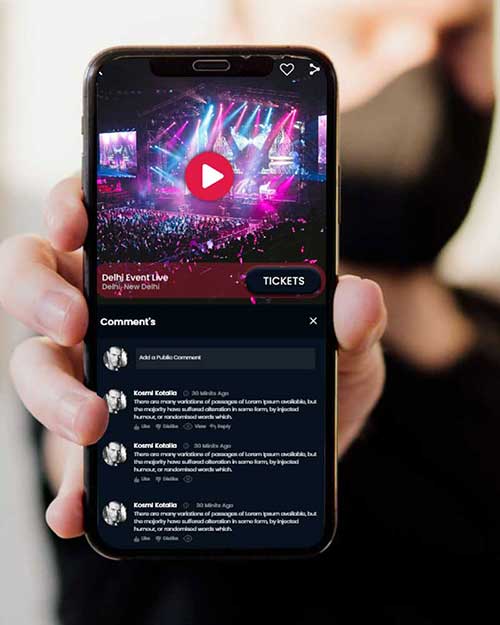 Delhi Event Live
Delhi, New Delhi
TICKETS
Comment's
Add a Public Comment
Kosmi Kotalia 30 Minits Ago
There are many variations of passages of Lorem Ipsum available, but
the majority have suffered alteration in some form, by injected
humour, or randomised words which.
Like Dislike View Reply
Kosmi Kotalia 30 Minits Ago
There are many variations of passages of Lorem Ipsum available, but
the majority have suffered alteration in some form, by injected
humour, or randomised words which.
Like Dislike
Kosmi Kotalia 30 Minits Ago
There are many variations of passages of Lorem Ipsum available, but
the majority have suffered alteration in some form, by injected
humour, or randomised words which.
Like Dislike